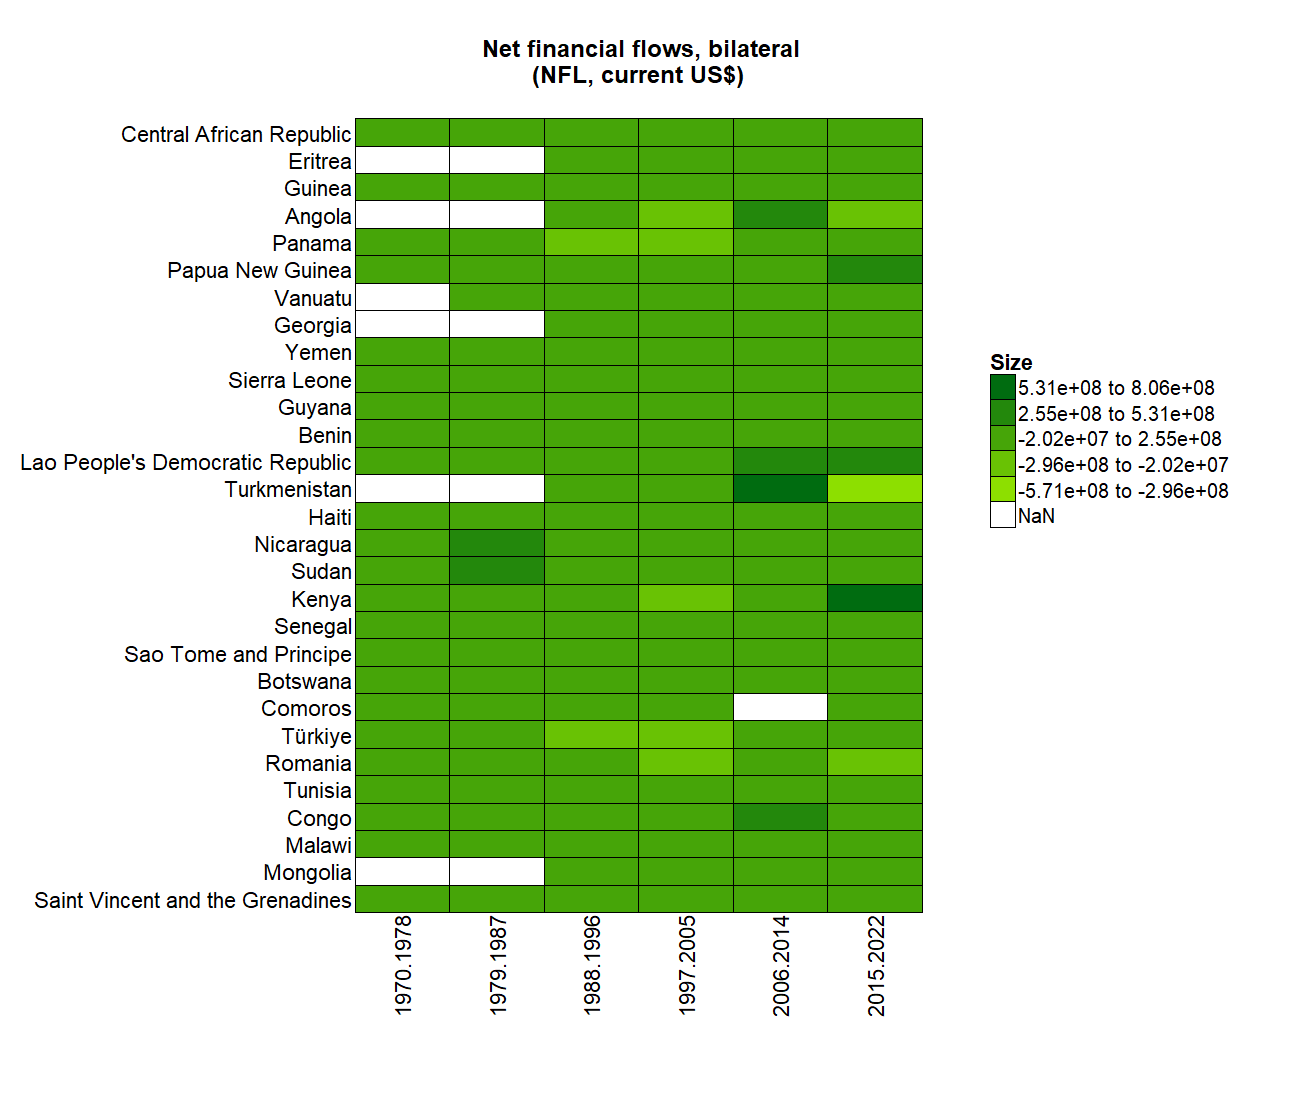 Net financial flows, bilateral
(NFL, current US$)
Central African Republic
Eritrea
Guinea
Angola
Panama
Papua New Guinea
Vanuatu
Georgia
Yemen
Sierra Leone
Guyana
Benin
Lao People's Democratic Republic
Turkmenistan
Haiti
Nicaragua
Sudan
Kenya
Senegal
Sao Tome and Principe
Botswana
Comoros
Türkiye
Romania
Tunisia
Congo
Malawi
Mongolia
Saint Vincent and the Grenadines
1970.1978
1979.1987
1988.1996
1997.2005
2006.2014
2015.2022
Size
5.31e+08 to 8.06e+08
2.55e+08 to 5.31e+08
-2.02e+07 to 2.55e+08
-2.96e+08 to -2.02e+07
-5.71e+08 to -2.96e+08
NaN